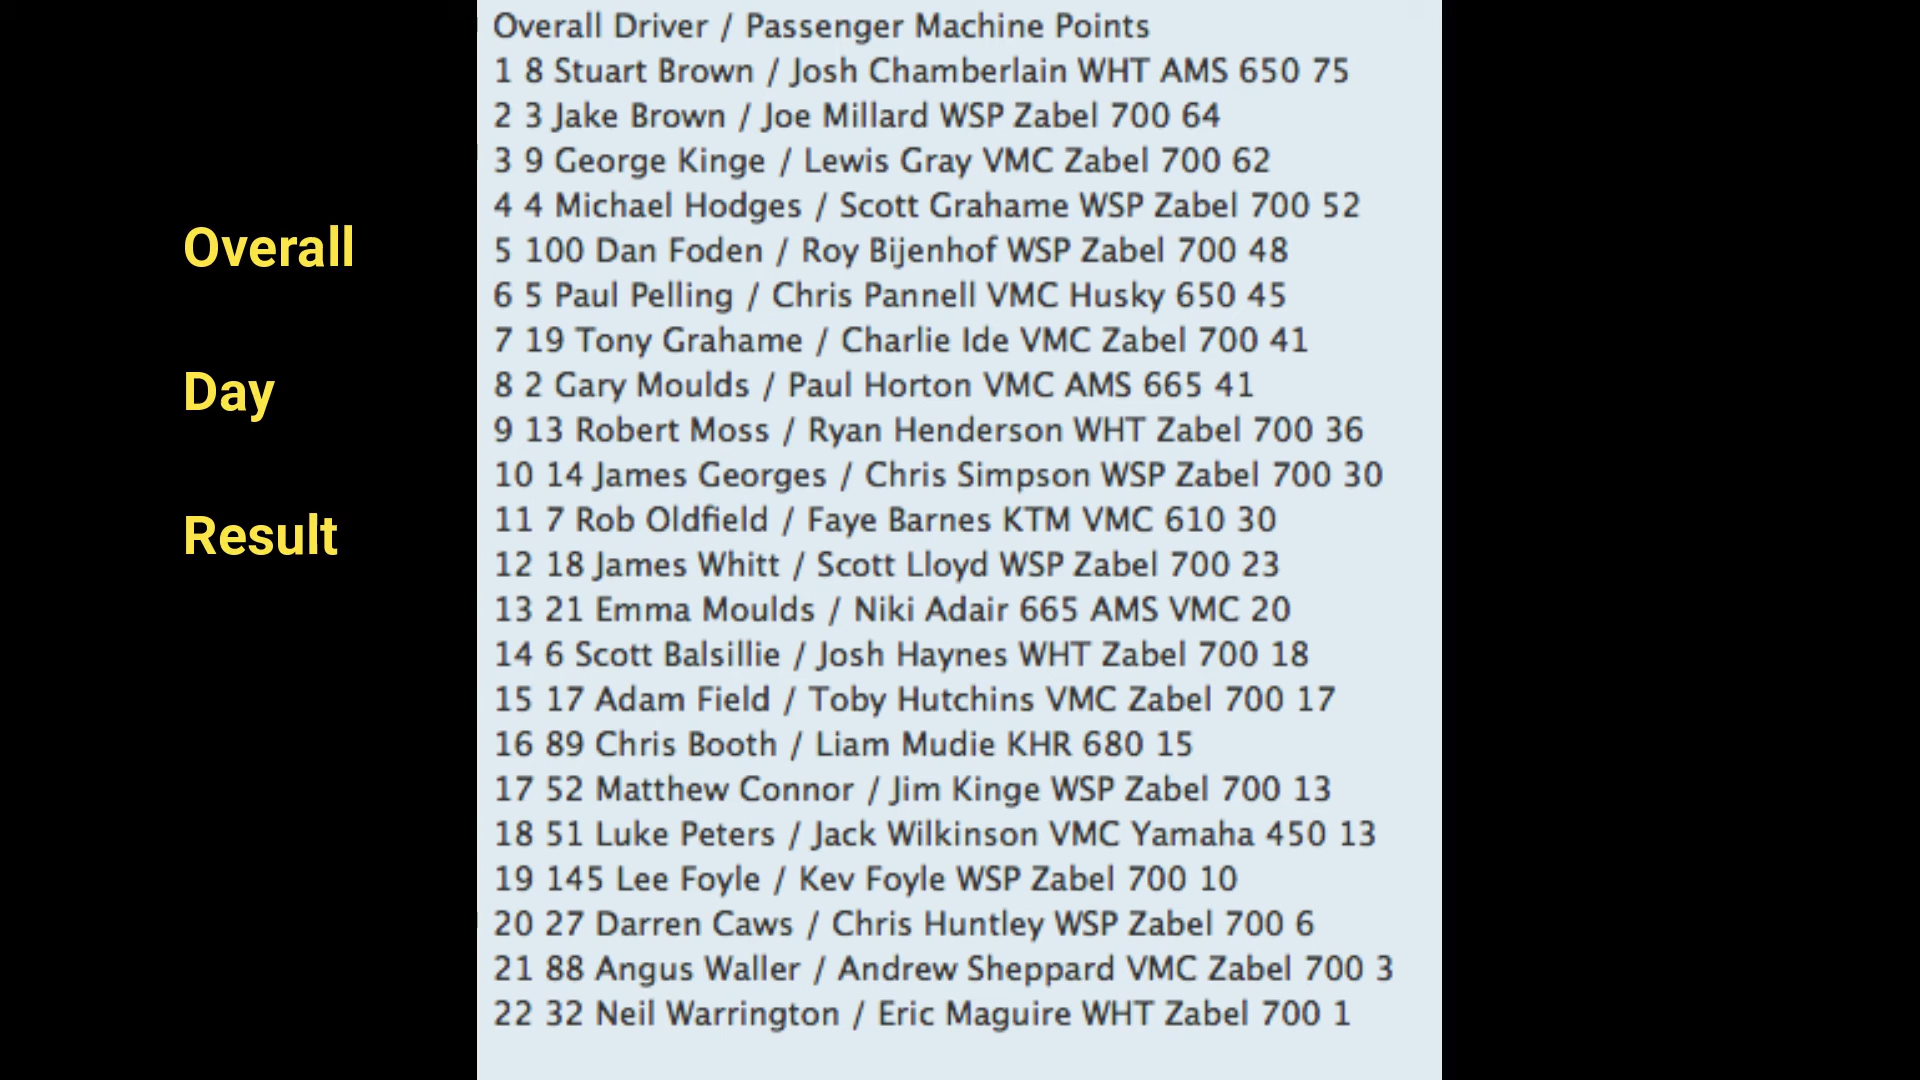 Overall
Day
Result
Overall Driver / Passenger Machine Points
1 8 Stuart Brown / Josh Chamberlain WHT AMS 650 75
2 3 Jake Brown / Joe Millard WSP Zabel 700 64
3 9 George Kinge / Lewis Gray VMC Zabel 700 62
4 4 Michael Hodges / Scott Grahame WSP Zabel 700 52
5 100 Dan Foden / Roy Bijenhof WSP Zabel 700 48
6 5 Paul Pelling / Chris Pannell VMC Husky 650 45
7 19 Tony Grahame / Charlie Ide VMC Zabel 700 41
8 2 Gary Moulds / Paul Horton VMC AMS 665 41
9 13 Robert Moss / Ryan Henderson WHT Zabel 700 36
10 14 James Georges / Chris Simpson WSP Zabel 700 30
11 7 Rob Oldfield / Faye Barnes KTM VMC 610 30
12 18 James Whitt / Scott Lloyd WSP Zabel 700 23
13 21 Emma Moulds / Niki Adair 665 AMS VMC 20
14 6 Scott Balsillie / Josh Haynes WHT Zabel 700 18
15 17 Adam Field / Toby Hutchins VMC Zabel 700 17
16 89 Chris Booth / Liam Mudie KHR 680 15
17 52 Matthew Connor / Jim Kinge WSP Zabel 700 13
18 51 Luke Peters / Jack Wilkinson VMC Yamaha 450 13
19 145 Lee Foyle / Kev Foyle WSP Zabel 700 10
20 27 Darren Caws / Chris Huntley WSP Zabel 700 6
21 88 Angus Waller / Andrew Sheppard VMC Zabel 700 3
22 32 Neil Warrington / Eric Maguire WHT Zabel 700 1